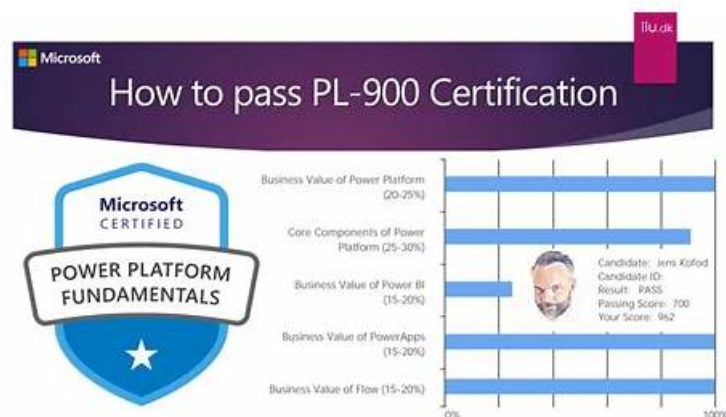 iiu.dk
Microsoft
How to pass PL-900 Certification
Microsoft
CERTIFIED
POWER PLATFORM
FUNDAMENTALS
Business Value of Power Platform
(20-25%)
Core Components of Power
Platform (25-30%)
Business Value of Power BI
(15-20%)
Business Value of PowerApps
(15-20%)
Business Value of Flow (15-20%)
Candidate: Jens Kofod
Candidate ID:
Result: PASS
Passing Score: 700
Your Score: 962
0%
100%